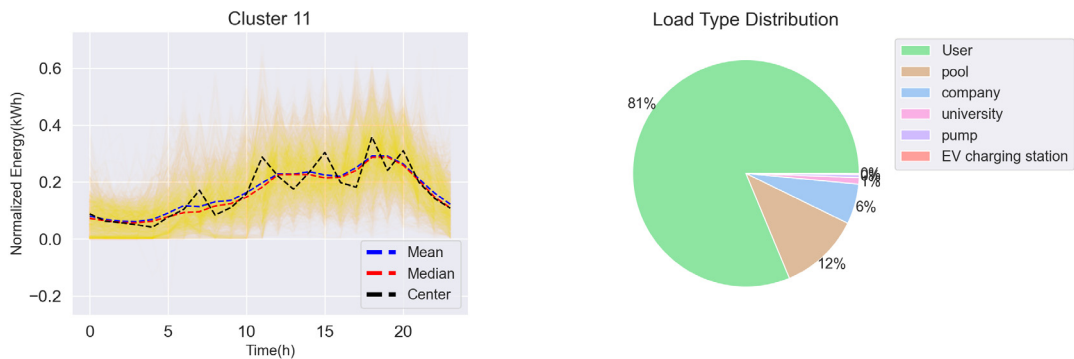 Cluster 11
Normalized Energy(kWh)
0.6
0.4
0.2
0.0
−0.2
0
5
10
15
20
Time(h)
Mean
Median
Center
Load Type Distribution
81%
12%
6%
1%
0%
User
pool
company
university
pump
EV charging station